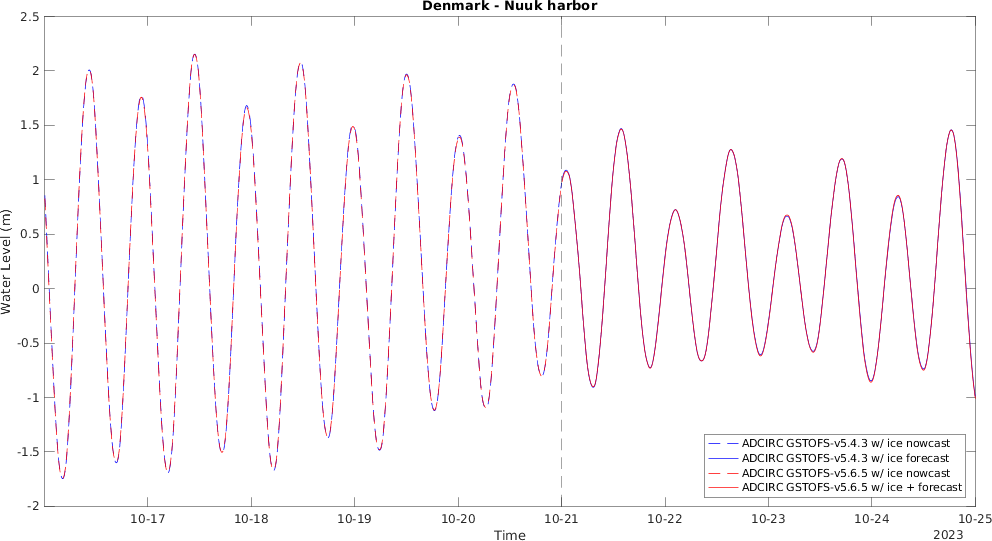 Denmark - Nuuk harbor
2.5
2
1.5
1
0.5
0
-0.5
-1
-1.5
-2
Water Level (m)
ADCIRC GSTOFS-v5.4.3 w/ ice nowcast
ADCIRC GSTOFS-v5.4.3 w/ ice forecast
ADCIRC GSTOFS-v5.6.5 w/ ice nowcast
ADCIRC GSTOFS-v5.6.5 w/ ice + forecast
10-17 10-18 10-19 10-20 10-21 10-22 10-23 10-24 10-25
Time
2023